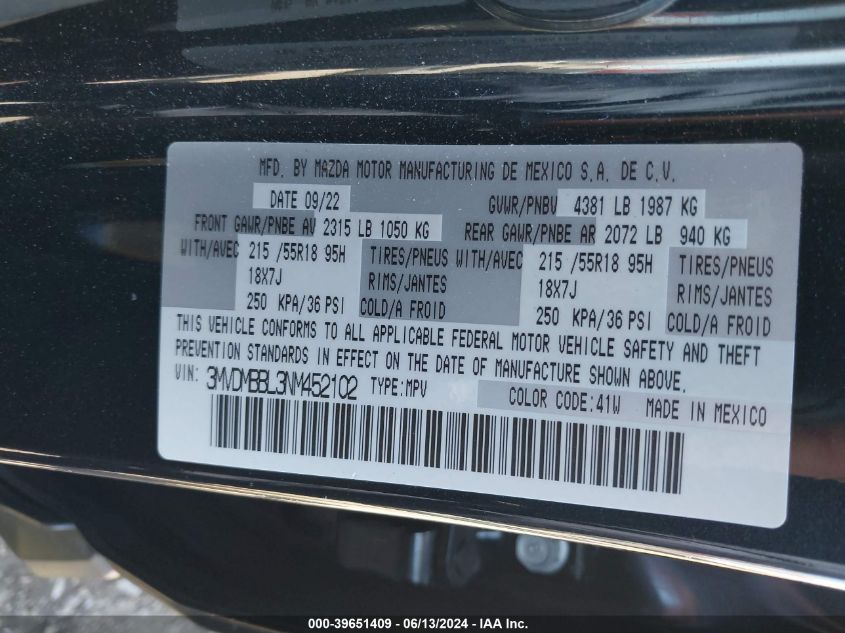 MFD. BY MAZDA MOTOR MANUFACTURING DE MEXICO S.A. DE C.V.
DATE 09/22 GVWR/PNBV 4381 LB 1987 KG
FRONT GAWR/PNBE AV 2315 LB 1050 KG REAR GAWR/PNBE AR 2072 LB 940 KG
WITH/AVEC 215 /55R18 95H TIRES/PNEUS WITH/AVEC 215 /55R18 95H TIRES/PNEUS
18X7J RIMS/JANTES 18X7J RIMS/JANTES
250 KPA/36 PSI COLD/A FROID 250 KPA/36 PSI COLD/A FROID
THIS VEHICLE CONFORMS TO ALL APPLICABLE FEDERAL MOTOR VEHICLE SAFETY AND THEFT
PREVENTION STANDARDS IN EFFECT ON THE DATE OF MANUFACTURE SHOWN ABOVE.
VIN: 3MVDMBBL3NM452102 TYPE:MPV COLOR CODE:41W MADE IN MEXICO
000-39651409 - 06/13/2024 - IAA Inc.